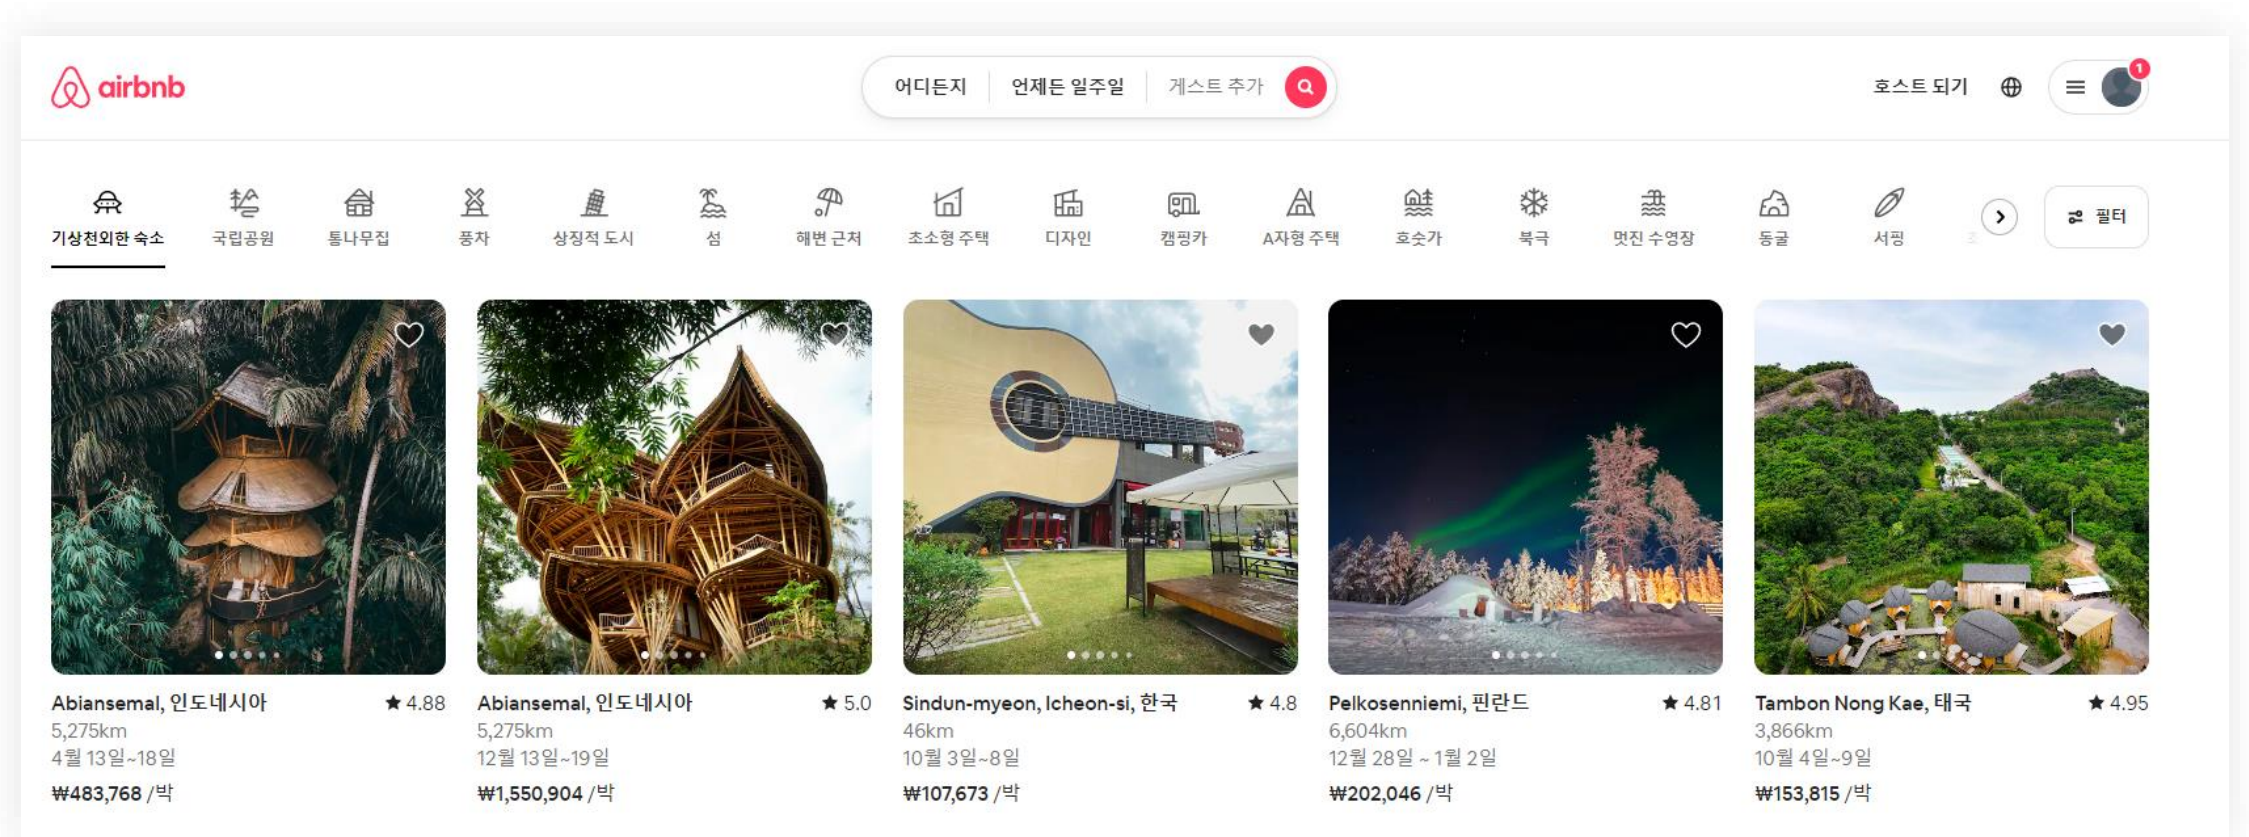 airbnb
어디든지 언제든 일주일 게스트 추가
호스트 되기
1
기상천외한 숙소 국립공원 통나무집 풍차 상징적 도시 섬 해변 근처 초소형 주택 디자인 캠핑카 A자형 주택 호숫가 북극 멋진 수영장 동굴 서핑
필터
Abiansemal, 인도네시아 ★ 4.88
5,275km
4월 13일~18일
₩483,768 /박
Abiansemal, 인도네시아 ★ 5.0
5,275km
12월 13일~19일
₩1,550,904 /박
Sindun-myeon, Icheon-si, 한국 ★ 4.8
46km
10월 3일~8일
₩107,673 /박
Pelkosenniemi, 핀란드 ★ 4.81
6,604km
12월 28일 ~ 1월 2일
₩202,046 /박
Tambon Nong Kae, 태국 ★ 4.95
3,866km
10월 4일~9일
₩153,815 /박